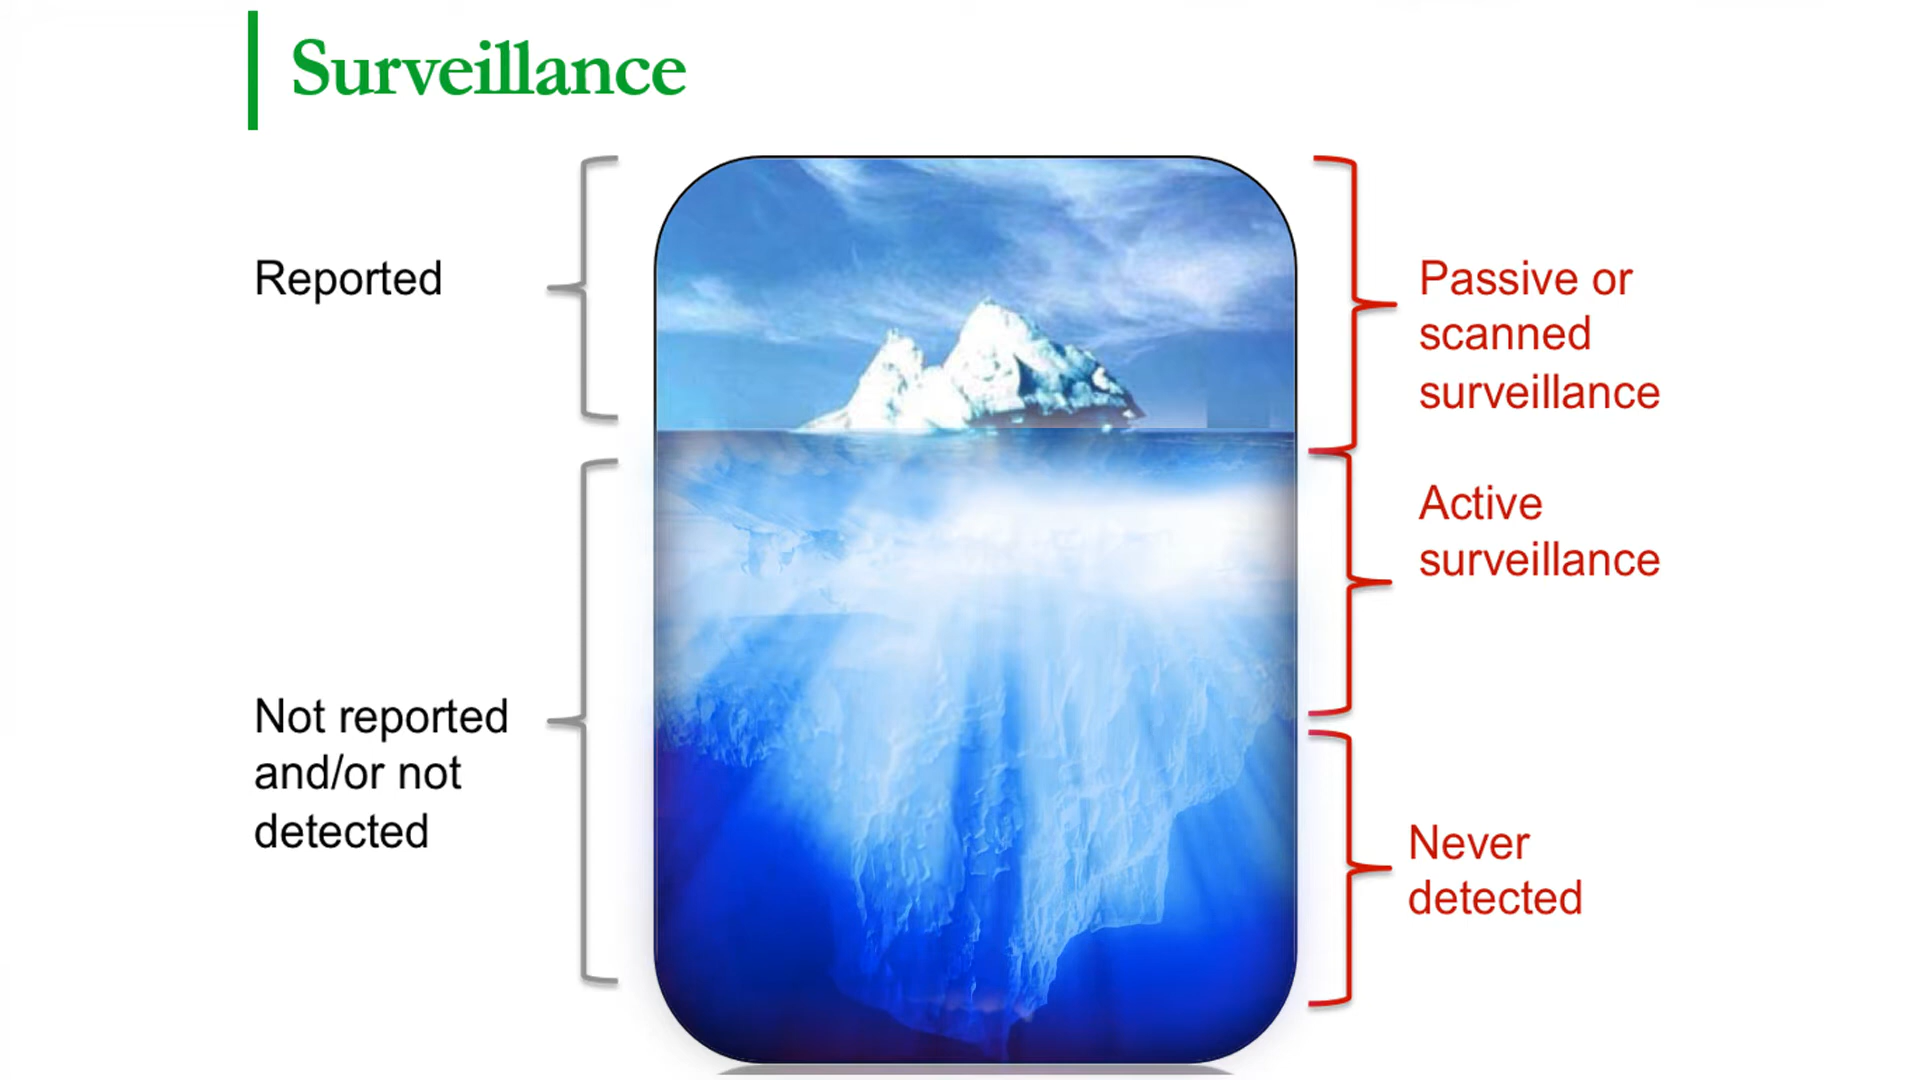 Surveillance
Reported
Passive or
scanned
surveillance
Active
surveillance
Not reported
and/or not
detected
Never
detected